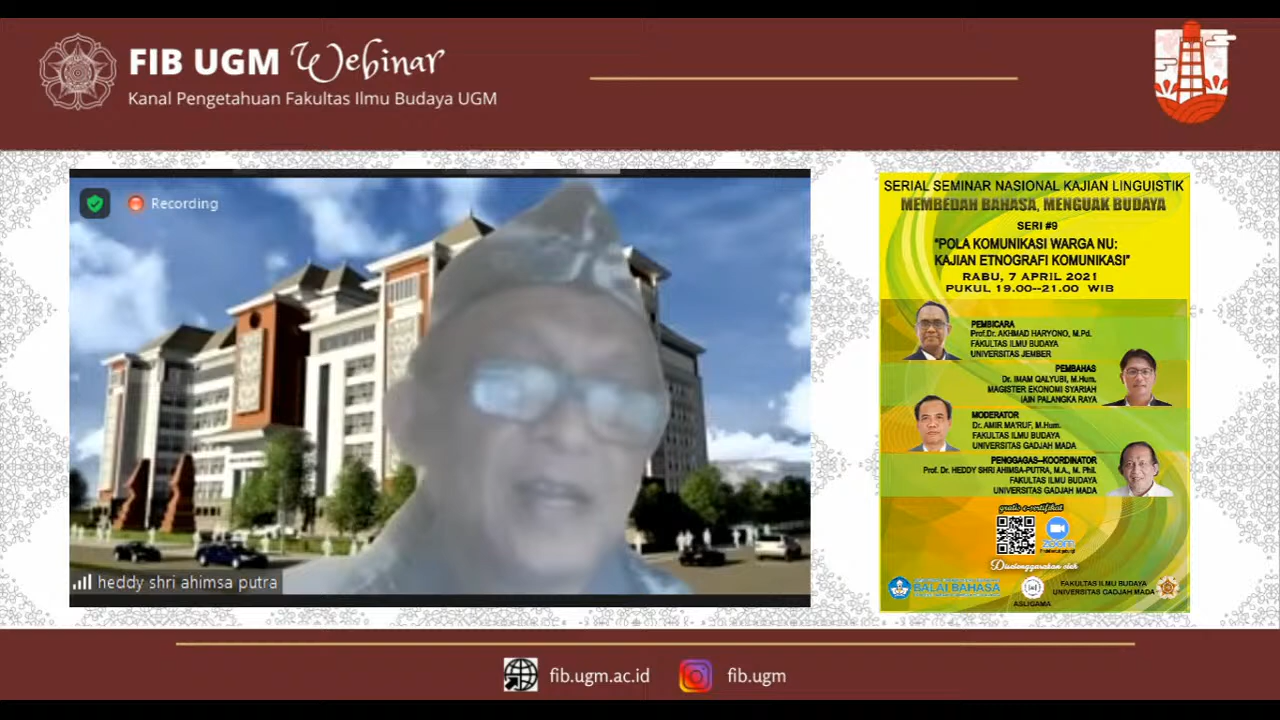 FIB UGM Webinar
Kanal Pengetahuan Fakultas Ilmu Budaya UGM
Recording
heddy shri ahimsa putra
SERIAL SEMINAR NASIONAL KAJIAN LINGUISTIK
MEMBEDAH BAHASA, MENGUAK BUDAYA
SERI #9
"POLA KOMUNIKASI WARGA NU:
KAJIAN ETNOGRAFI KOMUNIKASI"
RABU, 7 APRIL 2021
PUKUL 19.00--21.00 WIB
PEMBICARA
Prof.Dr. AKHMAD HARYONO, M.Pd.
FAKULTAS ILMU BUDAYA
UNIVERSITAS JEMBER
PEMBAHAS
Dr. IMAM QALYUBI, M.Hum.
MAGISTER EKONOMI SYARIAH
IAIN PALANGKA RAYA
MODERATOR
Dr. AMIR MA'RUF, M.Hum.
FAKULTAS ILMU BUDAYA
UNIVERSITAS GADJAH MADA
PENGGAGAS--KOORDINATOR
Prof. Dr. HEDDY SHRI AHIMSA-PUTRA, M.A., M. Phil.
FAKULTAS ILMU BUDAYA
UNIVERSITAS GADJAH MADA
gratis e-sertifikat
zoom
Diselenggarakan oleh
BALAI BAHASA
ASLIGAMA
FAKULTAS ILMU BUDAYA
UNIVERSITAS GADJAH MADA
fib.ugm.ac.id
fib.ugm